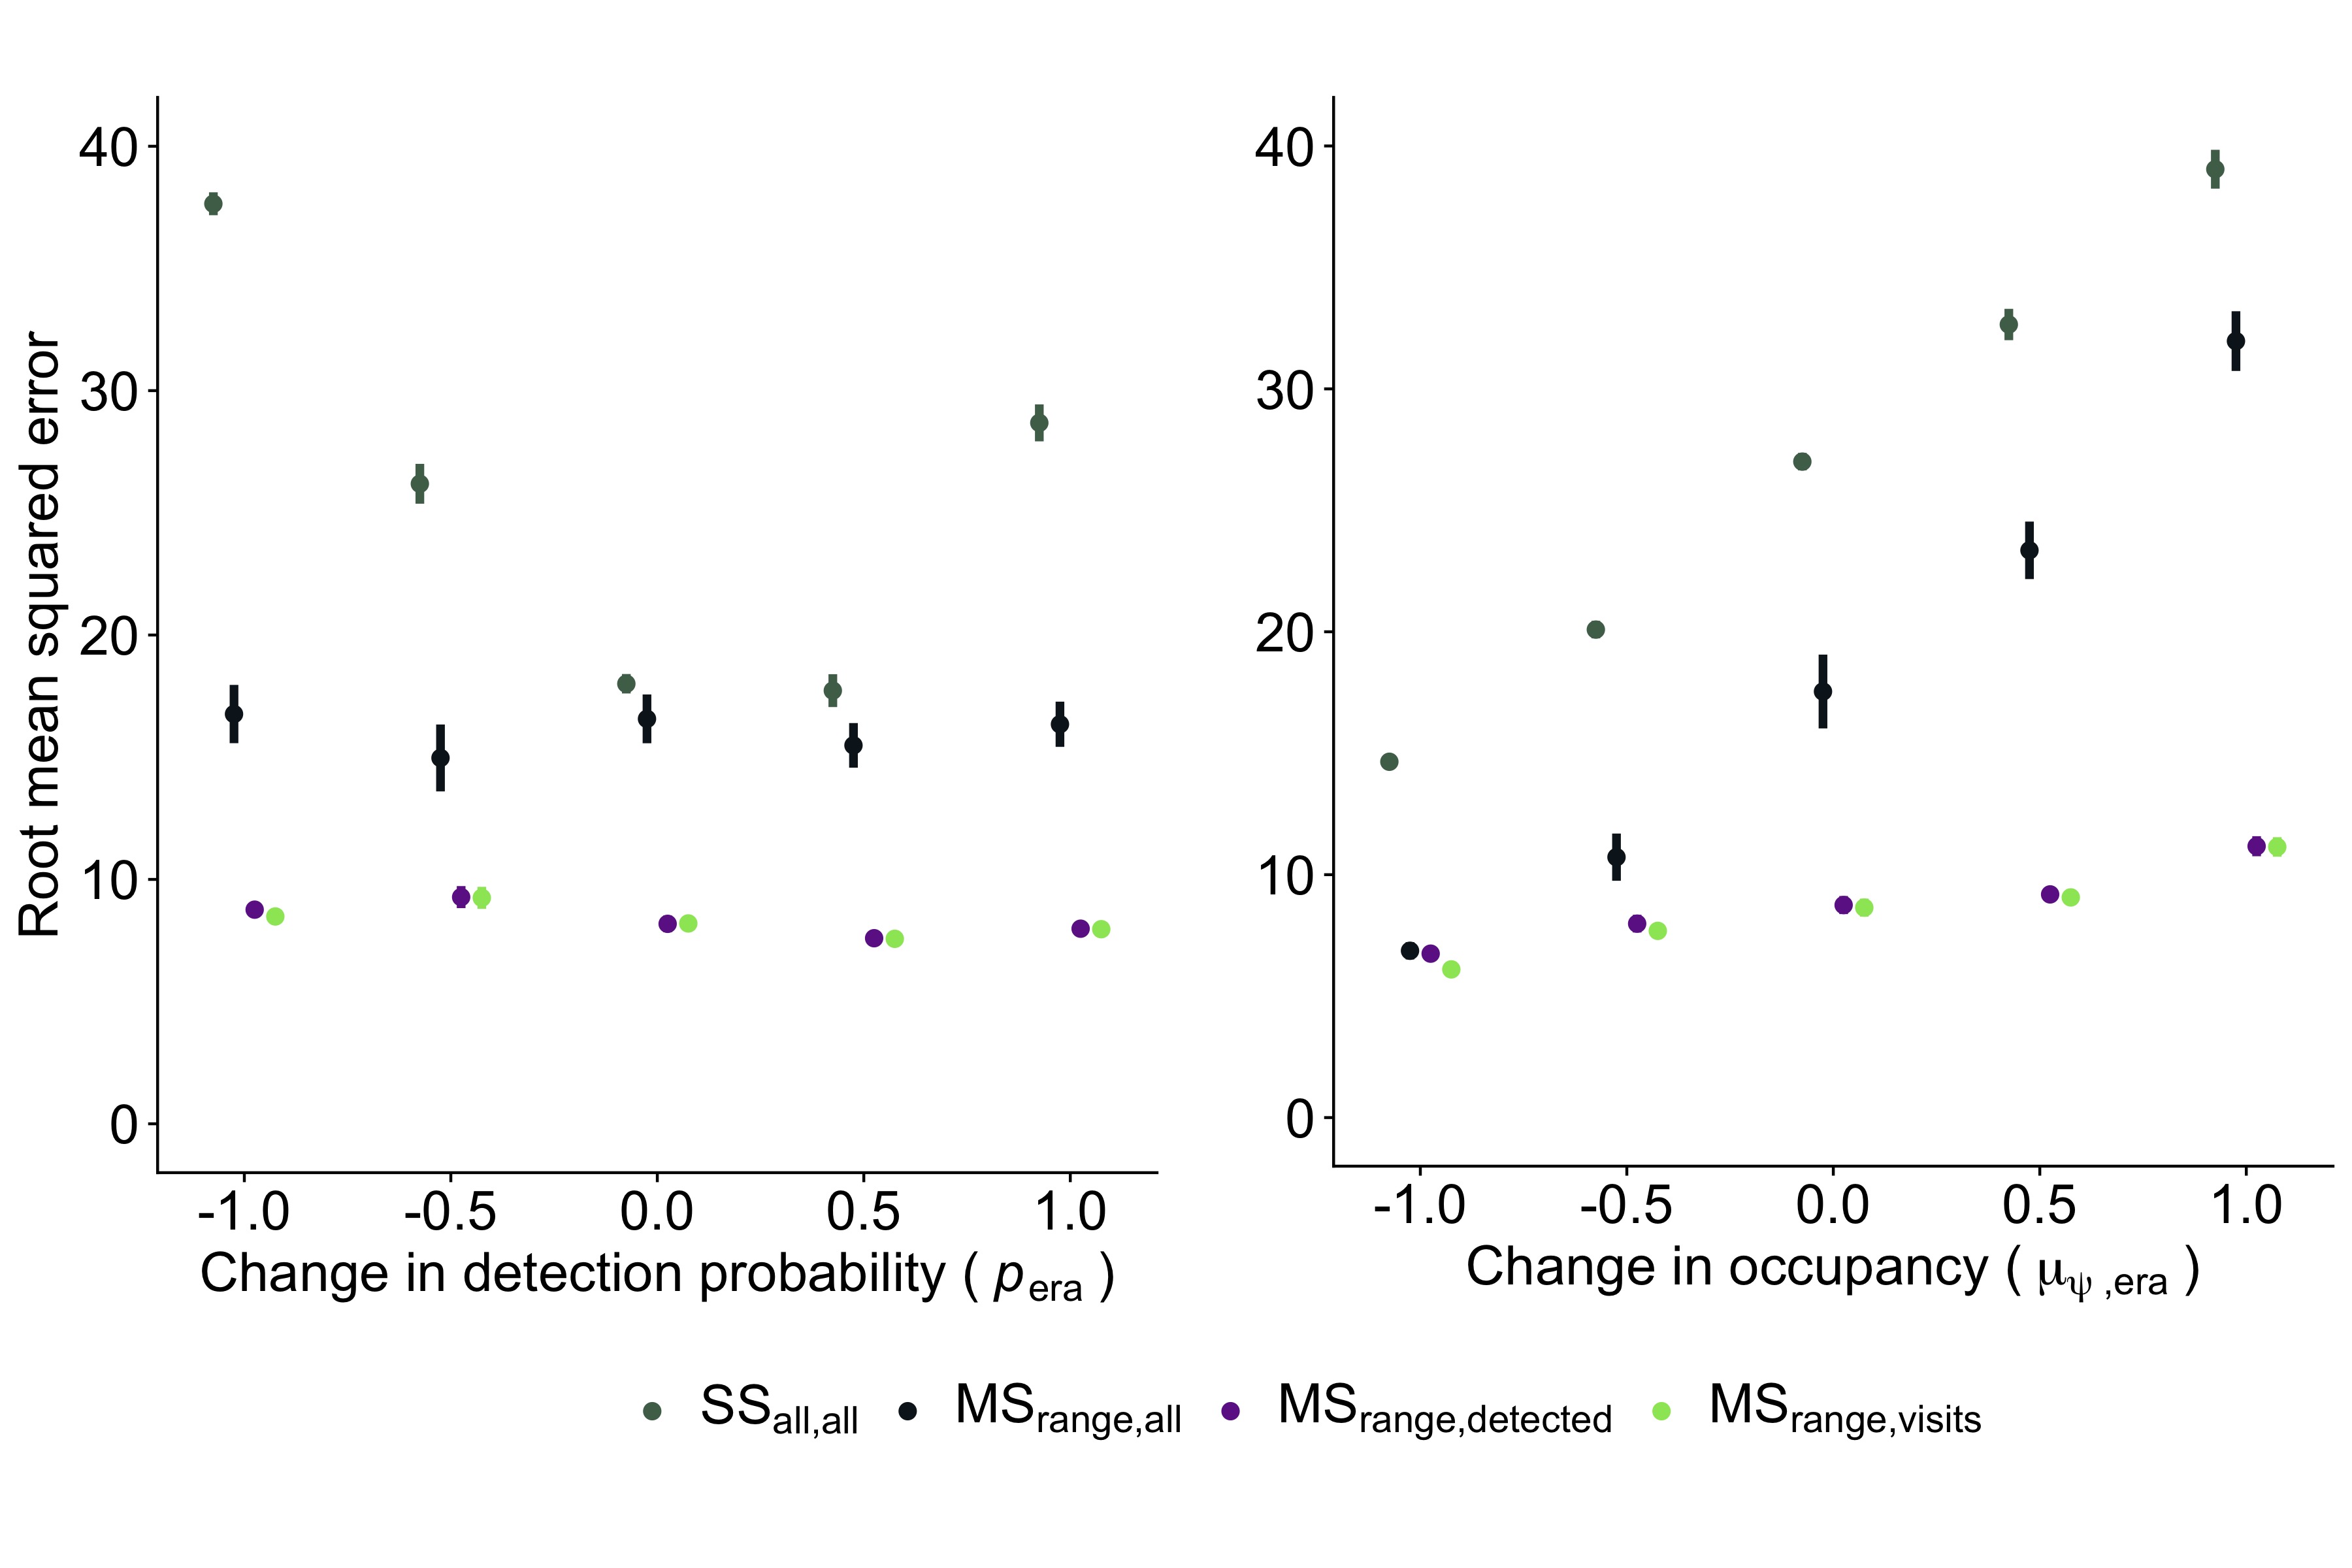 Root mean squared error
40
30
20
10
0
-1.0 -0.5 0.0 0.5 1.0
Change in detection probability ( p era )
40
30
20
10
0
-1.0 -0.5 0.0 0.5 1.0
Change in occupancy ( μψ ,era )
SSall,all MSrange,all MSrange,detected MSrange,visits